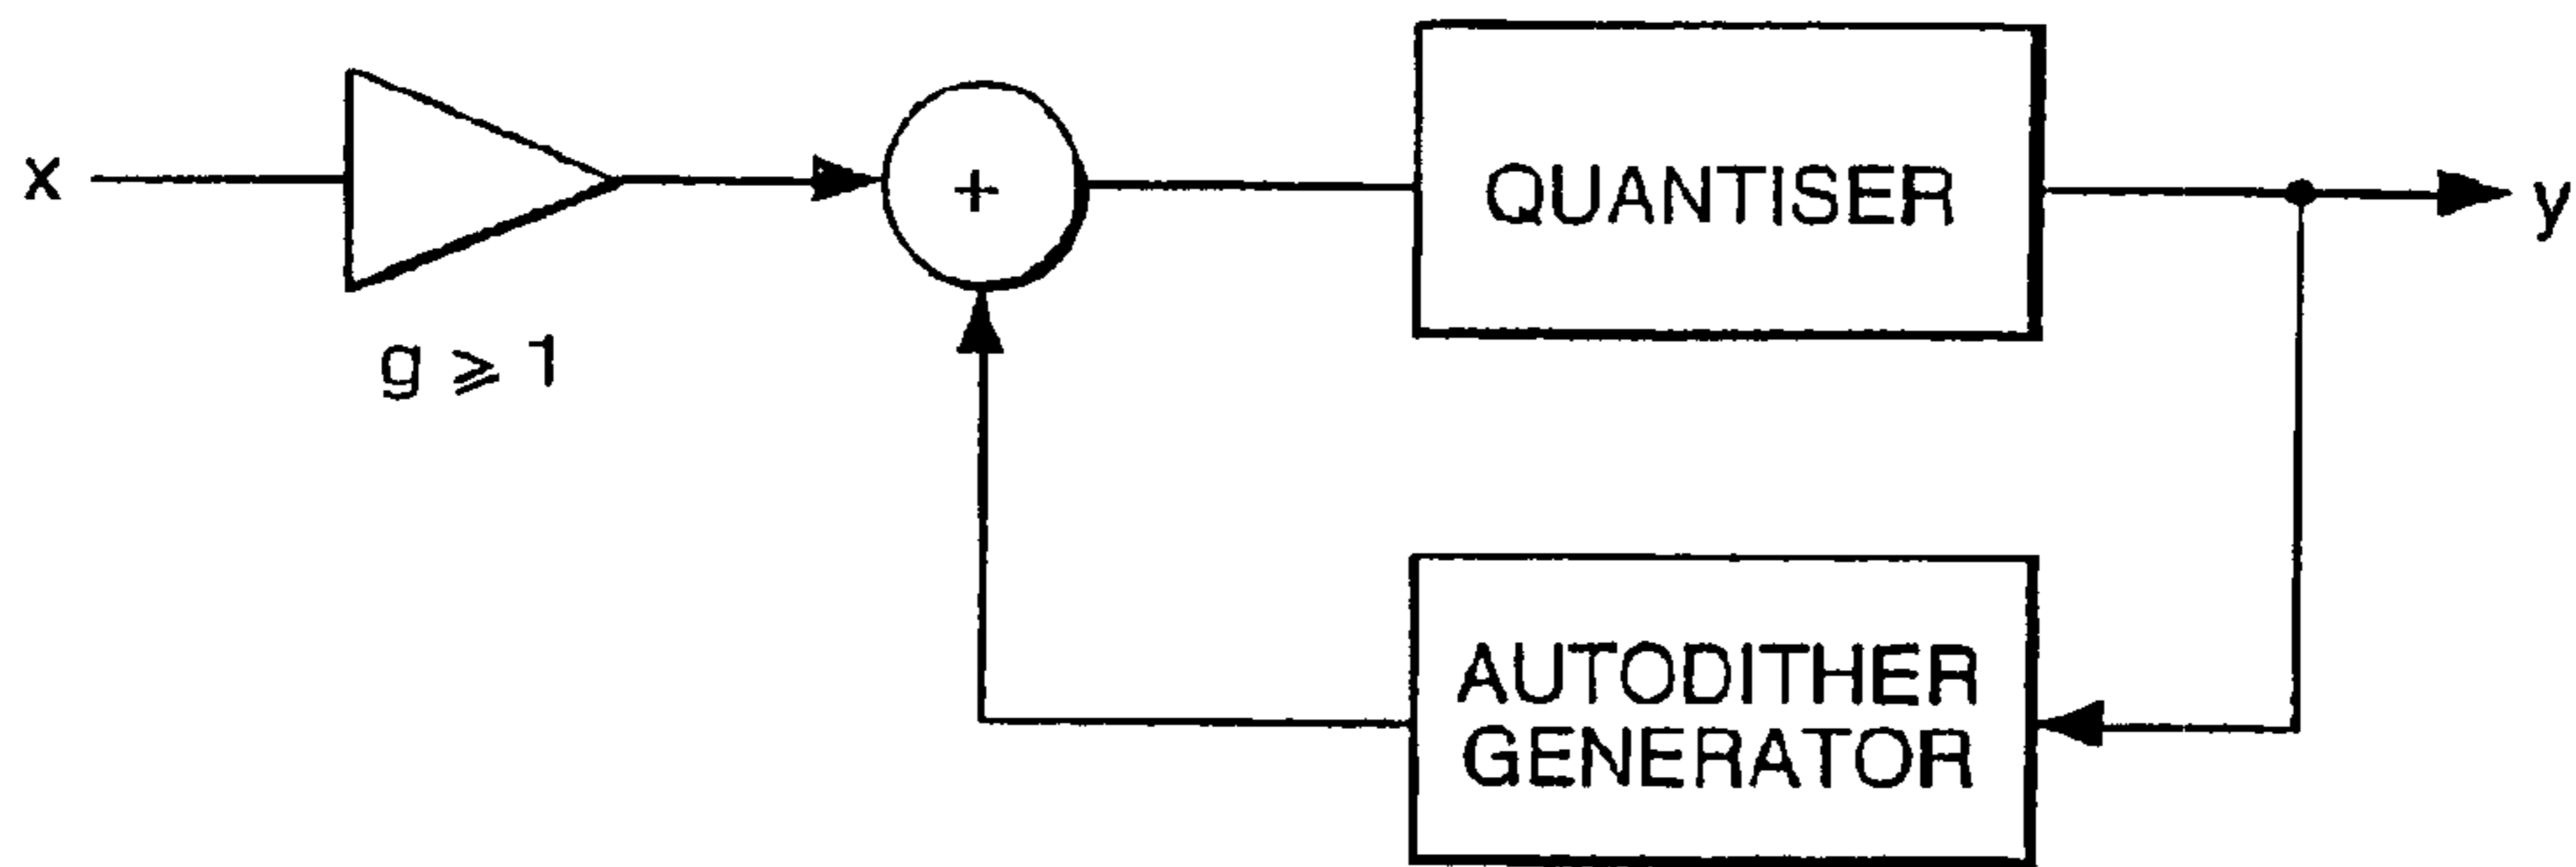 x
g ⩾ 1
+
QUANTISER
y
AUTODITHER
GENERATOR